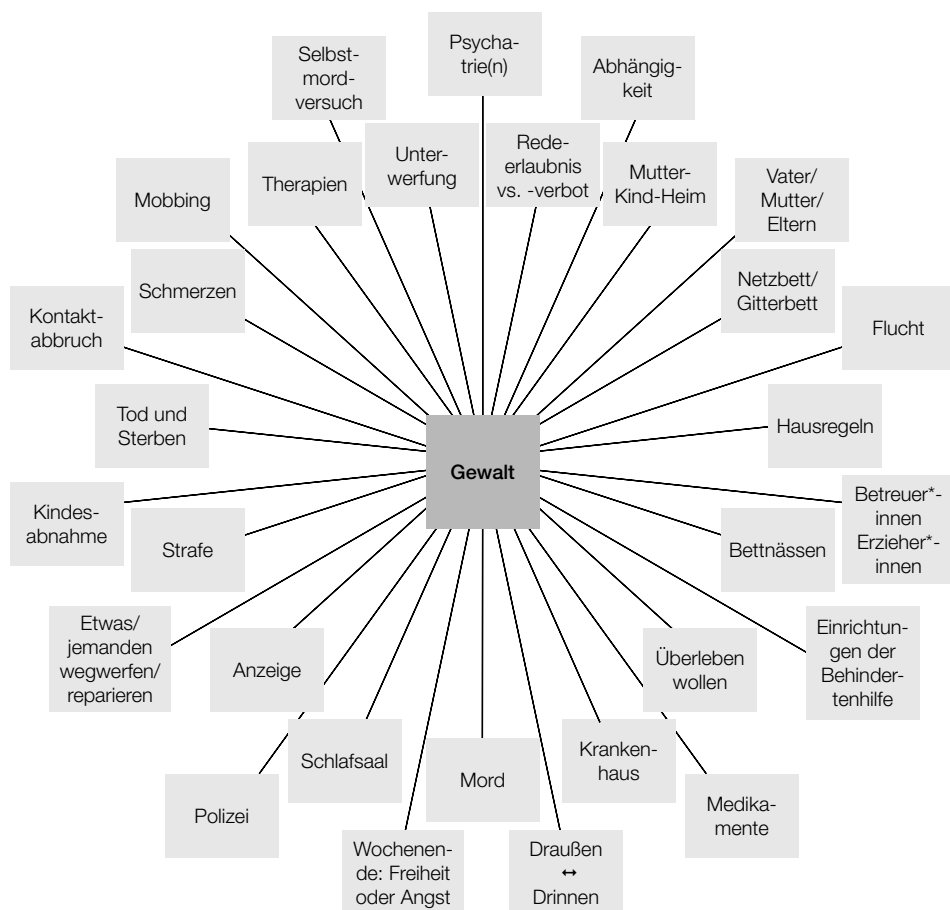 Psycha-
trie(n)
Selbst-
mord-
versuch
Abhängig-
keit
Unter-
werfung
Rede-
erlaubnis
vs. -verbot
Therapien
Mutter-
Kind-Heim
Mobbing
Vater/
Mutter/
Eltern
Schmerzen
Netzbett/
Gitterbett
Kontakt-
abbruch
Flucht
Tod und
Sterben
Hausregeln
Gewalt
Kindes-
abnahme
Betreuer*-
innen
Erzieher*-
innen
Strafe
Bettnässen
Etwas/
jemanden
wegwerfen/
reparieren
Einrichtun-
gen der
Behinder-
tenhilfe
Anzeige
Überleben
wollen
Schlafsaal
Kranken-
haus
Mord
Polizei
Medika-
mente
Wochenen-
de: Freiheit
oder Angst
Draußen
↔
Drinnen